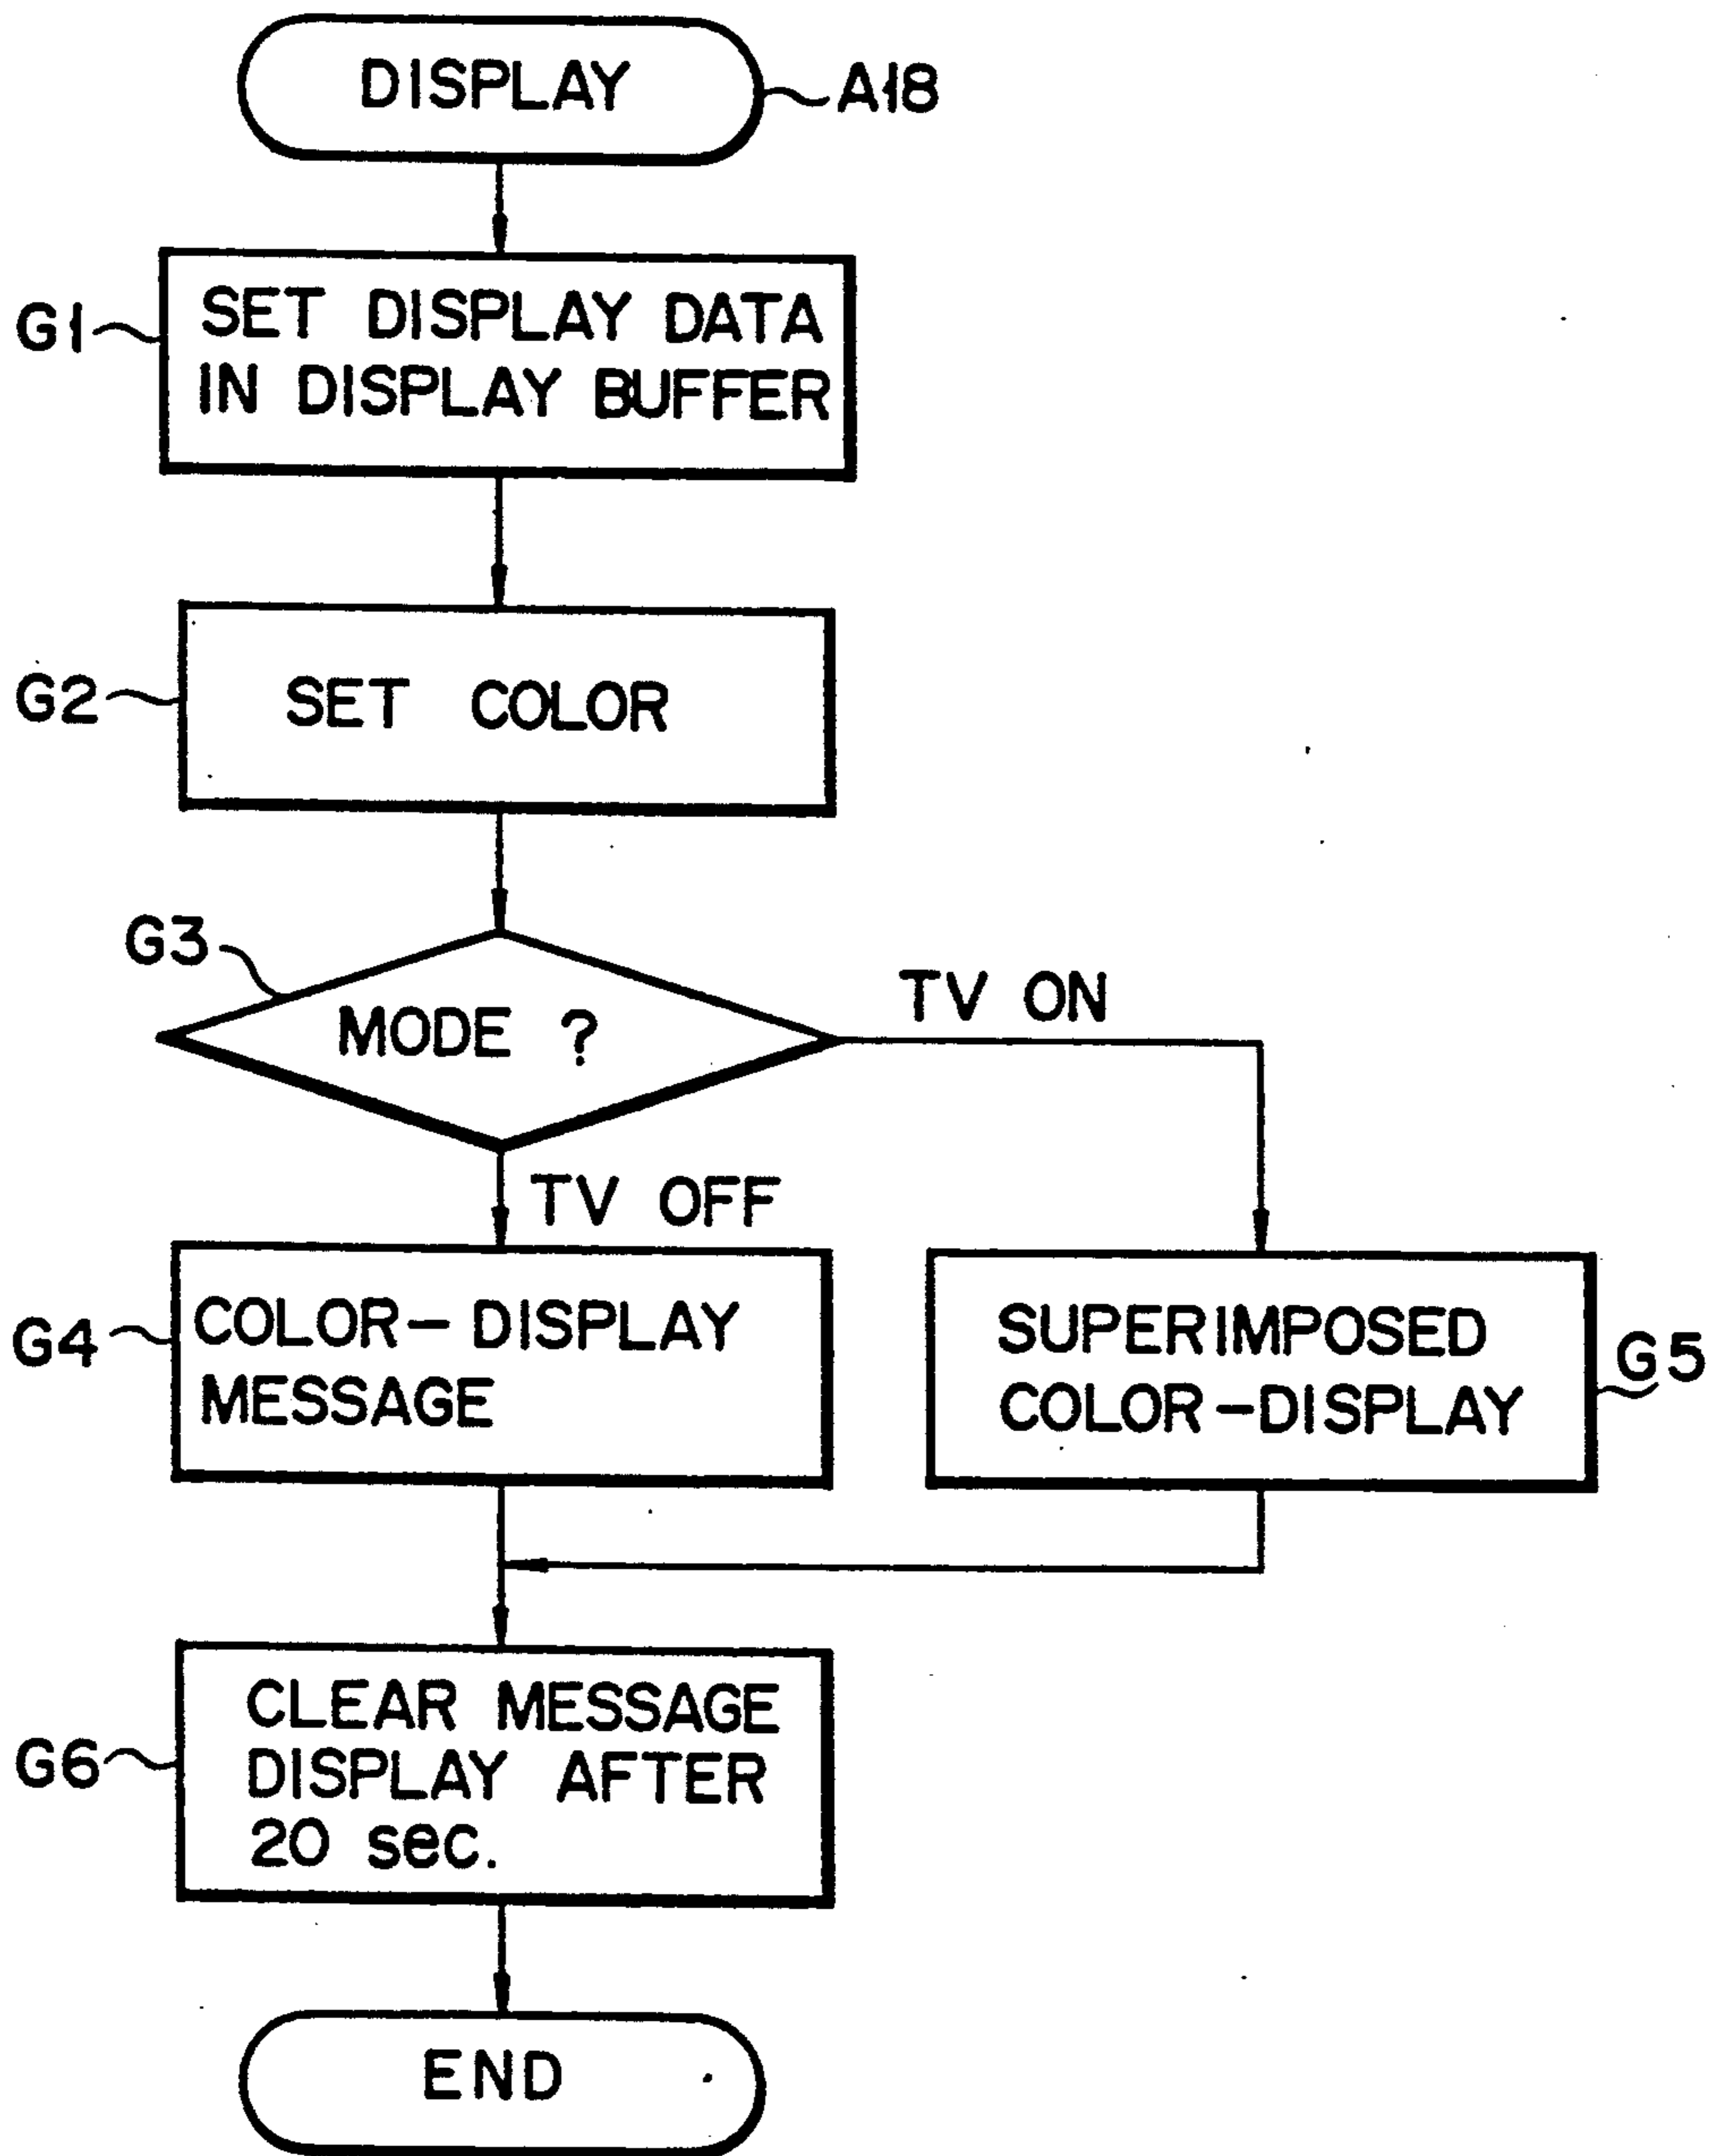 DISPLAY
A18
G1
SET DISPLAY DATA
IN DISPLAY BUFFER
G2
SET COLOR
G3
MODE ?
TV ON
TV OFF
G4
COLOR-DISPLAY
MESSAGE
SUPERIMPOSED
COLOR-DISPLAY
G5
G6
CLEAR MESSAGE
DISPLAY AFTER
20 sec.
END